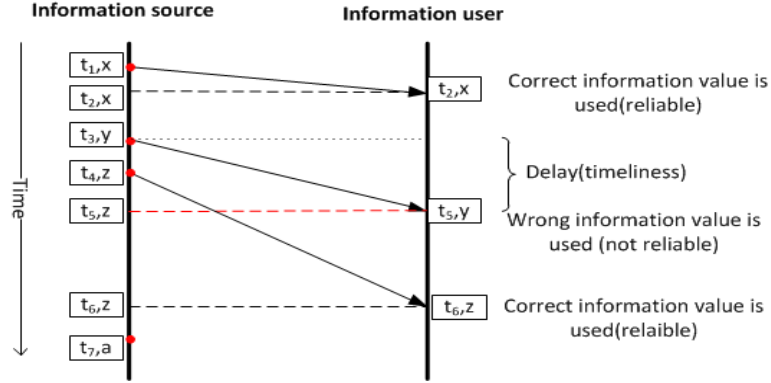 Information source
Information user
Time
t₁,x
t₂,x
t₂,x
Correct information value is
used(reliable)
t₃,y
t₄,z
Delay(timeliness)
t₅,z
t₅,y
Wrong information value is
used (not reliable)
t₆,z
t₆,z
Correct information value is
used(relaible)
t₇,a